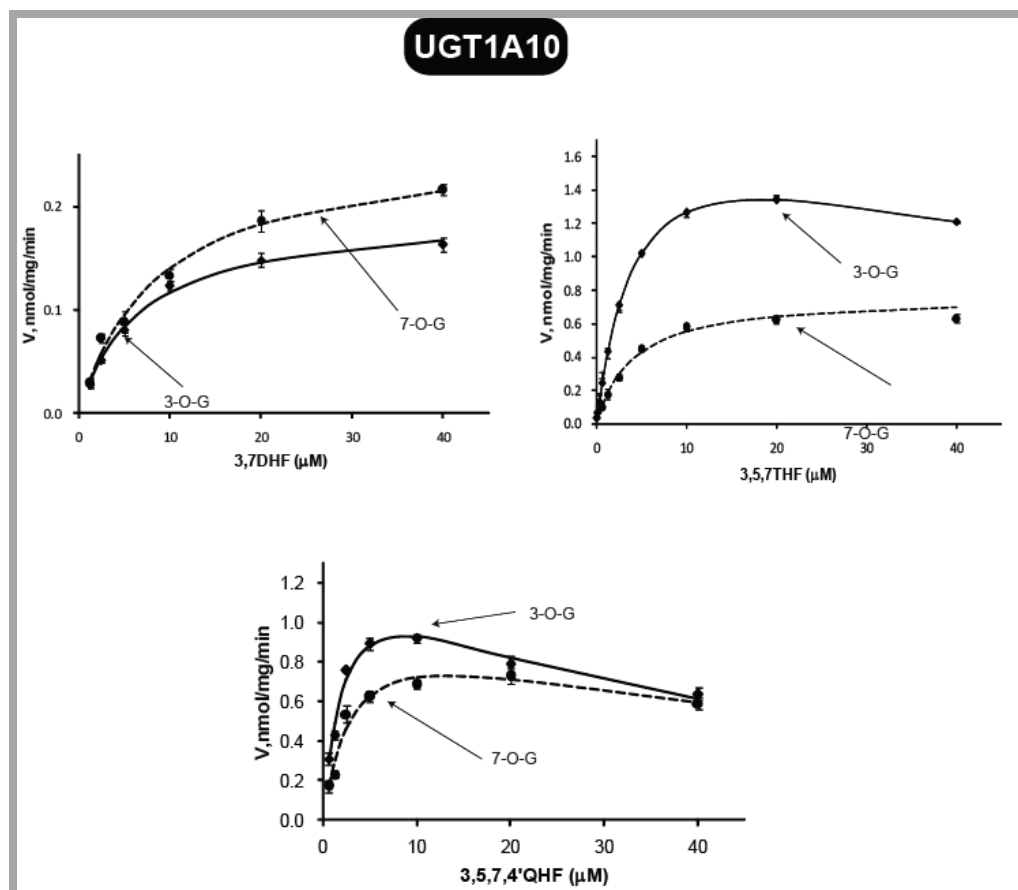 UGT1A10
V, nmol/mg/min
0.2
0.1
0.0
0
10
20
30
40
3,7DHF (μM)
7-O-G
3-O-G
V, nmol/mg/min
1.6
1.4
1.2
1.0
0.8
0.6
0.4
0.2
0.0
0
10
20
30
40
3,5,7THF (μM)
3-O-G
7-O-G
V,nmol/mg/min
1.2
1.0
0.8
0.6
0.4
0.2
0.0
0
10
20
30
40
3,5,7,4'QHF (μM)
3-O-G
7-O-G